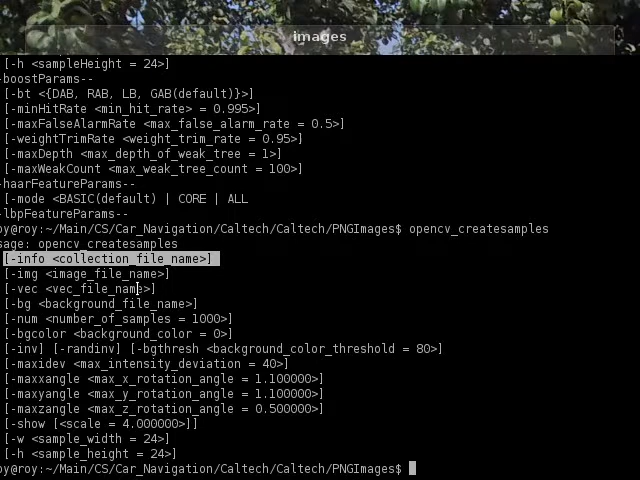 images
[-h <sampleHeight = 24>]
-boostParams--
[-bt <{DAB, RAB, LB, GAB(default)}>]
[-minHitRate <min_hit_rate> = 0.995>]
[-maxFalseAlarmRate <max_false_alarm_rate = 0.5>]
[-weightTrimRate <weight_trim_rate = 0.95>]
[-maxDepth <max_depth_of_weak_tree = 1>]
[-maxWeakCount <max_weak_tree_count = 100>]
-haarFeatureParams--
[-mode <BASIC(default) | CORE | ALL
-lbpFeatureParams--
oy@roy:~/Main/CS/Car_Navigation/Caltech/Caltech/PNGImages$ opencv_createsamples
sage: opencv_createsamples
[-info <collection_file_name>]
[-img <image_file_name>]
[-vec <vec_file_name>]
[-bg <background_file_name>]
[-num <number_of_samples = 1000>]
[-bgcolor <background_color = 0>]
[-inv] [-randinv] [-bgthresh <background_color_threshold = 80>]
[-maxidev <max_intensity_deviation = 40>]
[-maxxangle <max_x_rotation_angle = 1.100000>]
[-maxyangle <max_y_rotation_angle = 1.100000>]
[-maxzangle <max_z_rotation_angle = 0.500000>]
[-show [<scale = 4.000000>]]
[-w <sample_width = 24>]
[-h <sample_height = 24>]
oy@roy:~/Main/CS/Car_Navigation/Caltech/Caltech/PNGImages$